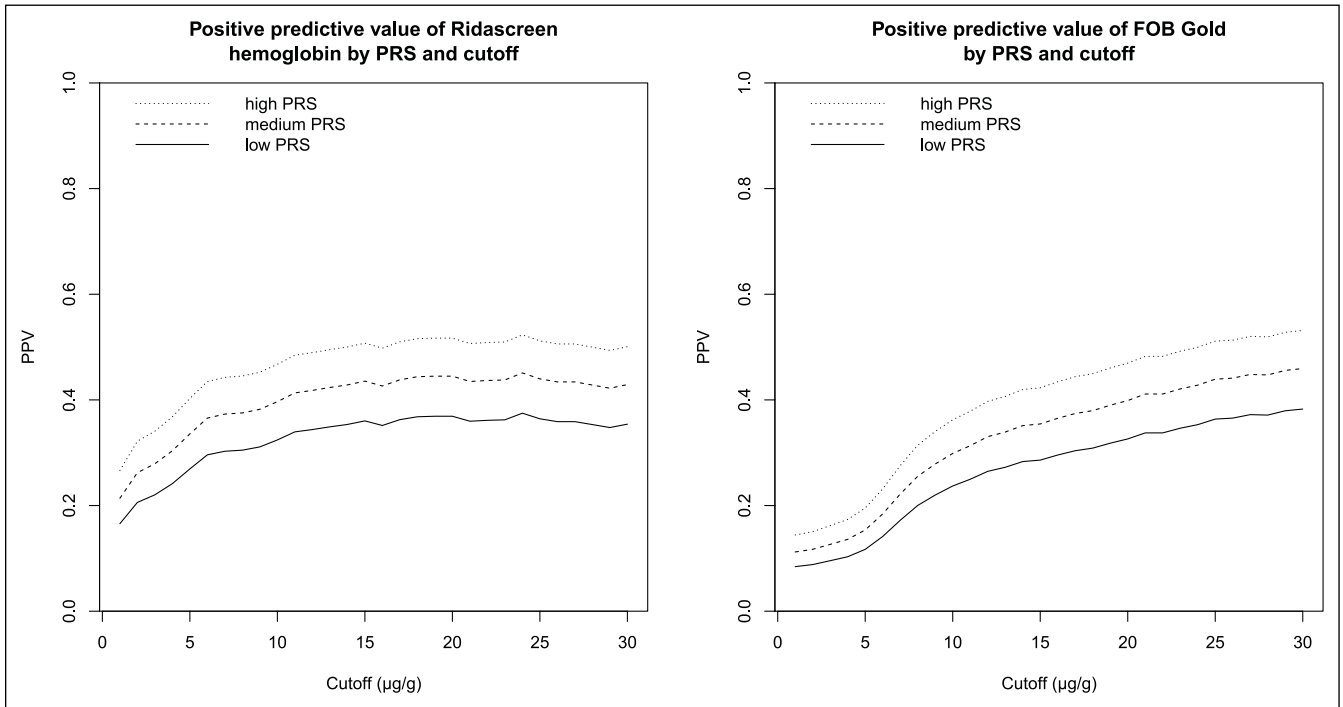 Positive predictive value of Ridascreen
hemoglobin by PRS and cutoff
1.0
0.8
0.6
0.4
0.2
0.0
PPV
high PRS
medium PRS
low PRS
0 5 10 15 20 25 30
Cutoff (µg/g)
Positive predictive value of FOB Gold
by PRS and cutoff
1.0
0.8
0.6
0.4
0.2
0.0
PPV
high PRS
medium PRS
low PRS
0 5 10 15 20 25 30
Cutoff (µg/g)